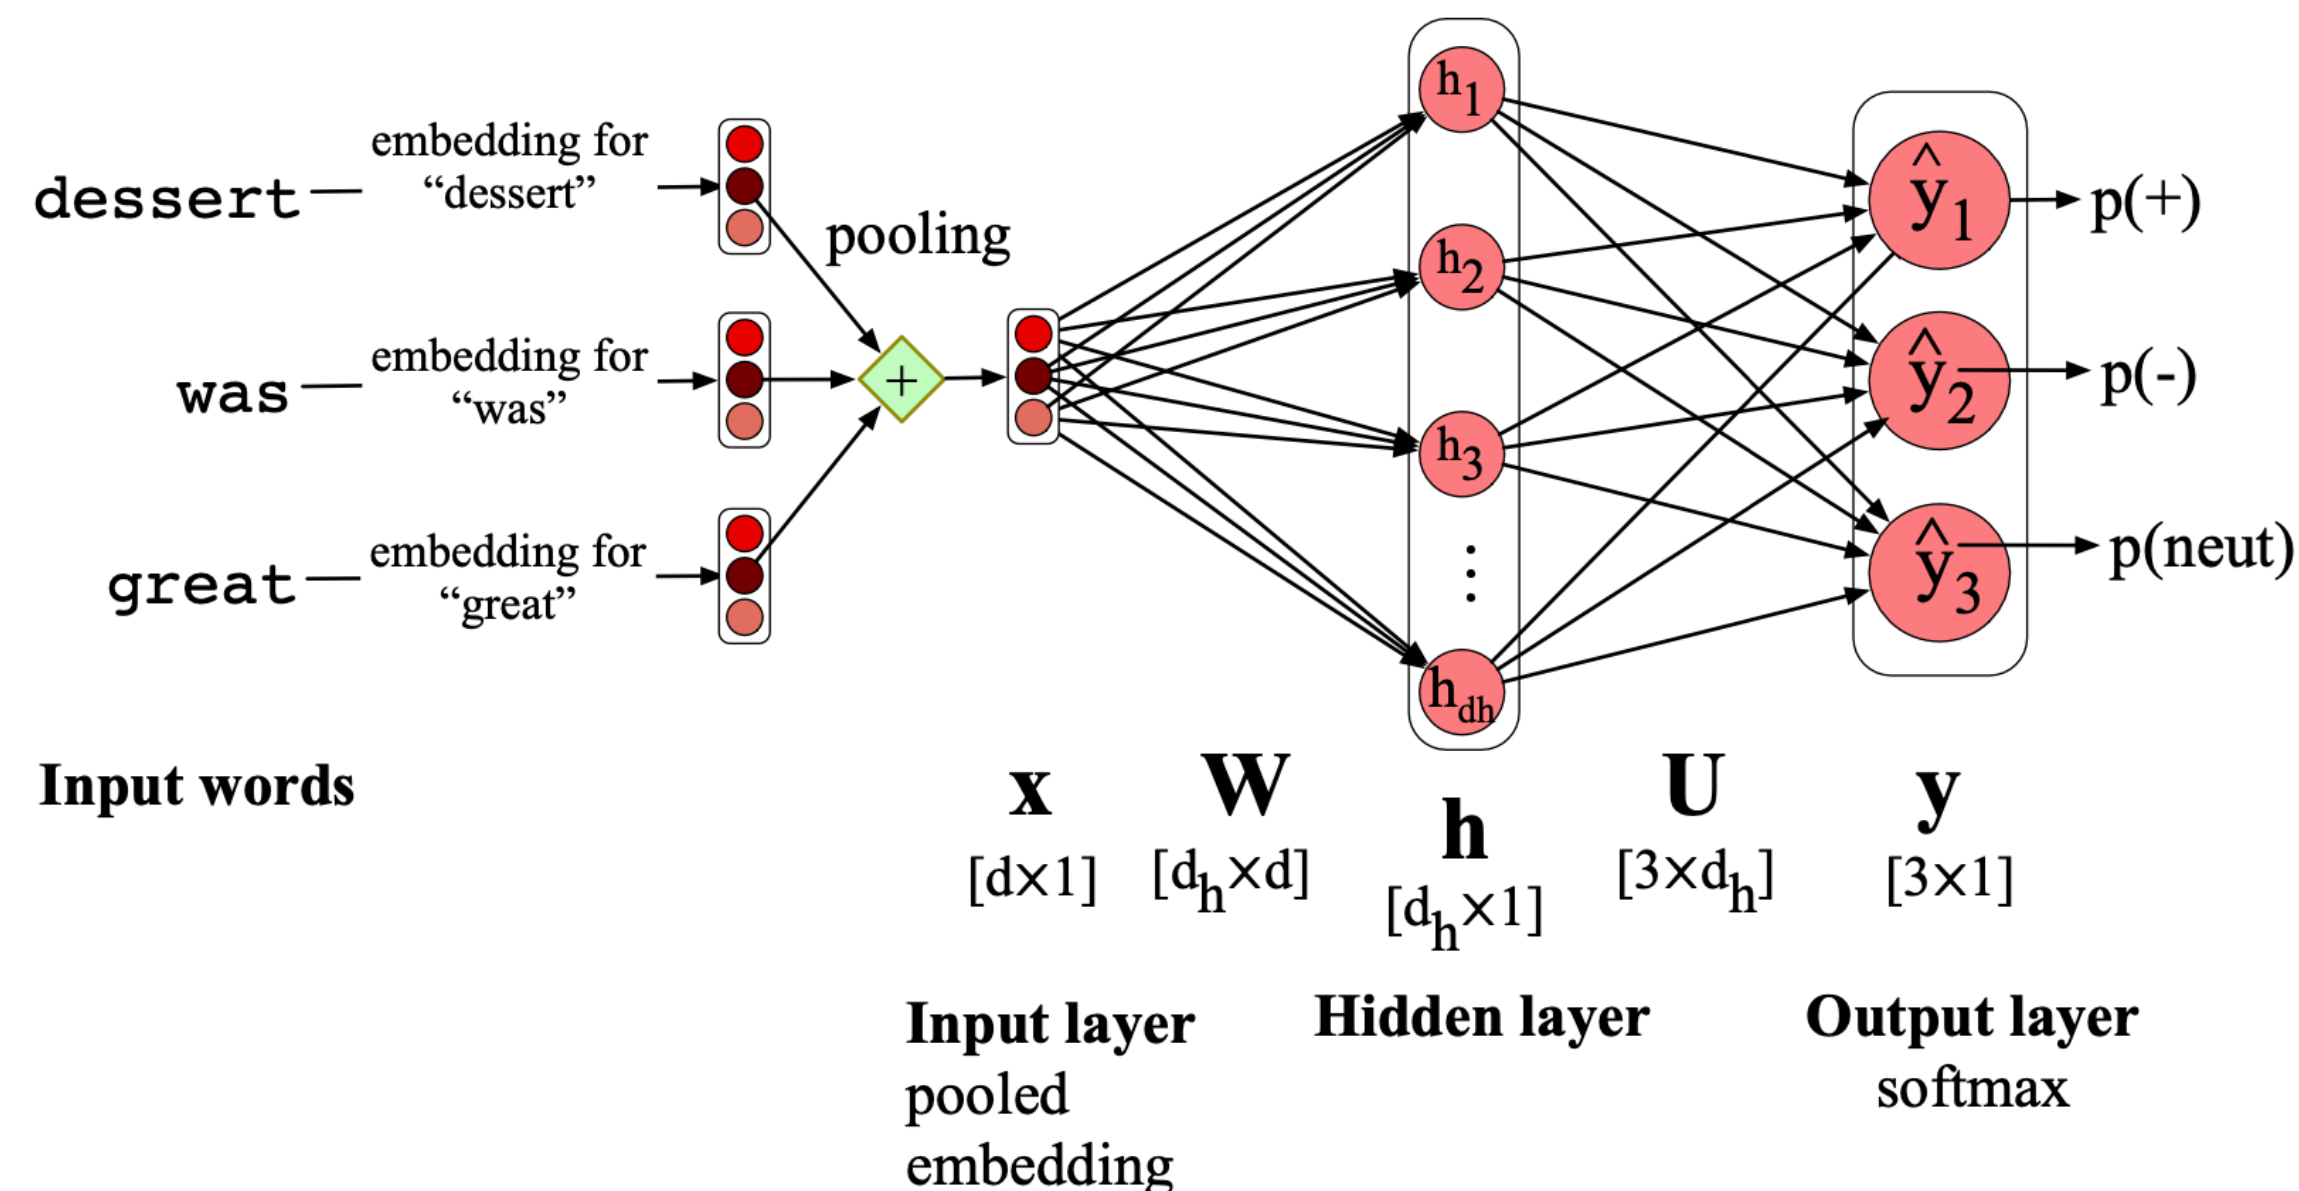 dessert
embedding for
“dessert”
was
embedding for
“was”
great
embedding for
“great”
pooling
+
h1
h2
h3
hdh
ŷ1
ŷ2
ŷ3
p(+)
p(-)
p(neut)
Input words
x
[d×1]
W
[dh×d]
h
[dh×1]
U
[3×dh]
y
[3×1]
Input layer
pooled
embedding
Hidden layer
Output layer
softmax